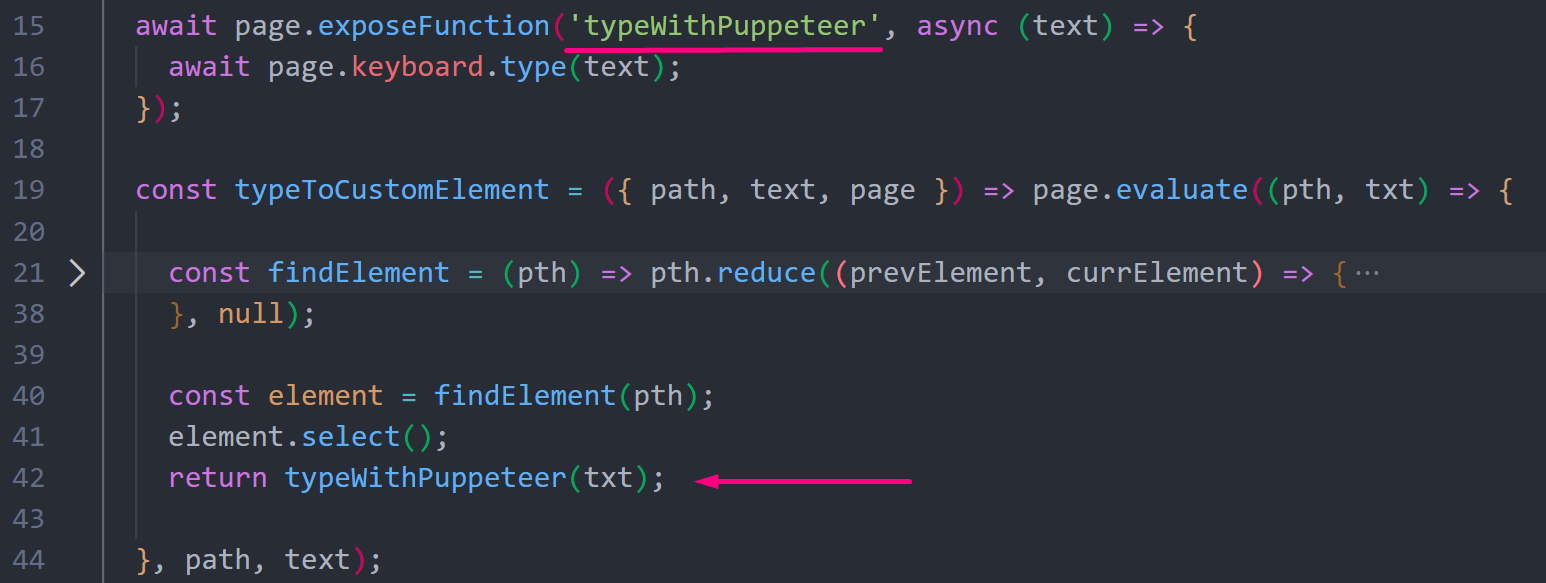 15 await page.exposeFunction('typeWithPuppeteer', async (text) => {
16 await page.keyboard.type(text);
17 });
18
19 const typeToCustomElement = ({ path, text, page }) => page.evaluate((pth, txt) => {
20
21 const findElement = (pth) => pth.reduce((prevElement, currElement) => {···
38 }, null);
39
40 const element = findElement(pth);
41 element.select();
42 return typeWithPuppeteer(txt);
43
44 }, path, text);